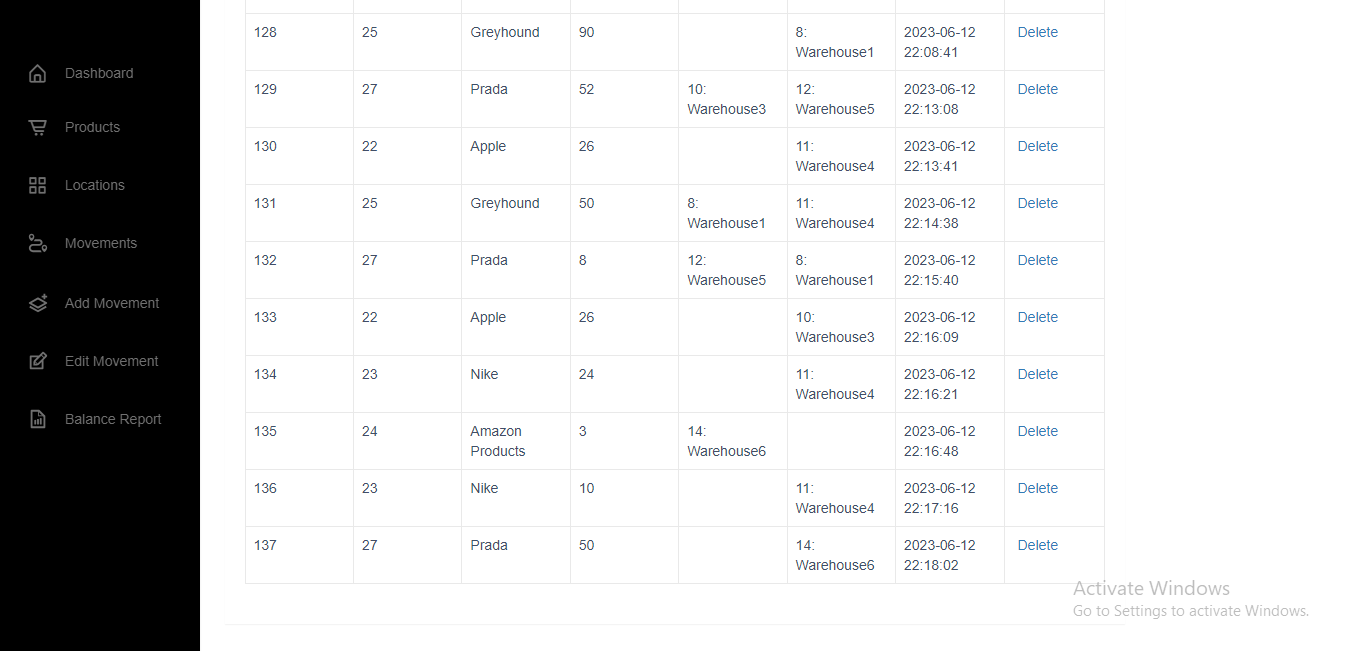 Dashboard
Products
Locations
Movements
Add Movement
Edit Movement
Balance Report
128 25 Greyhound 90 8: 2023-06-12 Delete
Warehouse1 22:08:41
129 27 Prada 52 10: 12: 2023-06-12 Delete
Warehouse3 Warehouse5 22:13:08
130 22 Apple 26 11: 2023-06-12 Delete
Warehouse4 22:13:41
131 25 Greyhound 50 8: 11: 2023-06-12 Delete
Warehouse1 Warehouse4 22:14:38
132 27 Prada 8 12: 8: 2023-06-12 Delete
Warehouse5 Warehouse1 22:15:40
133 22 Apple 26 10: 2023-06-12 Delete
Warehouse3 22:16:09
134 23 Nike 24 11: 2023-06-12 Delete
Warehouse4 22:16:21
135 24 Amazon 3 14: 2023-06-12 Delete
Products Warehouse6 22:16:48
136 23 Nike 10 11: 2023-06-12 Delete
Warehouse4 22:17:16
137 27 Prada 50 14: 2023-06-12 Delete
Warehouse6 22:18:02
Activate Windows
Go to Settings to activate Windows.